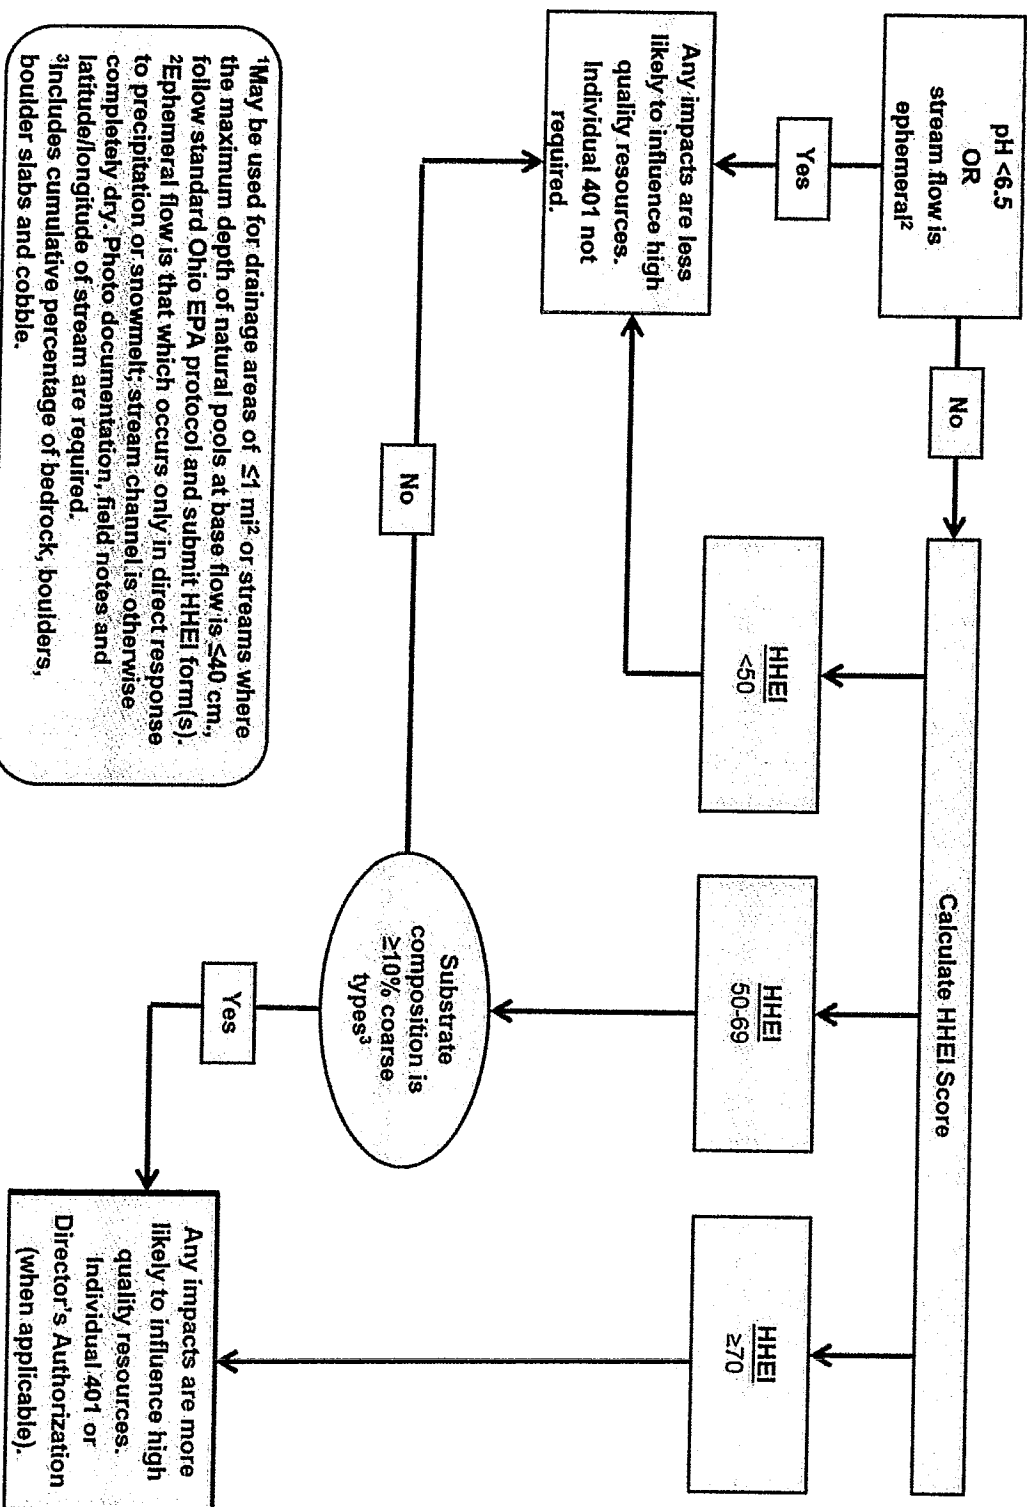 pH <6.5
OR
stream flow is
ephemeral²
No
Calculate HHEI Score
Yes
HHEI
<50
HHEI
50-69
HHEI
≥70
Any impacts are less
likely to influence high
quality resources.
Individual 401 not
required.
No
Substrate
composition is
≥10% coarse
types³
Yes
Any impacts are more
likely to influence high
quality resources.
Individual 401 or
Director's Authorization
(when applicable).
¹May be used for drainage areas of ≤1 mi² or streams where
the maximum depth of natural pools at base flow is ≤40 cm.,
follow standard Ohio EPA protocol and submit HHEI form(s).
²Ephemeral flow is that which occurs only in direct response
to precipitation or snowmelt; stream channel is otherwise
completely dry. Photo documentation, field notes and
latitude/longitude of stream are required.
³Includes cumulative percentage of bedrock, boulders,
boulder slabs and cobble.